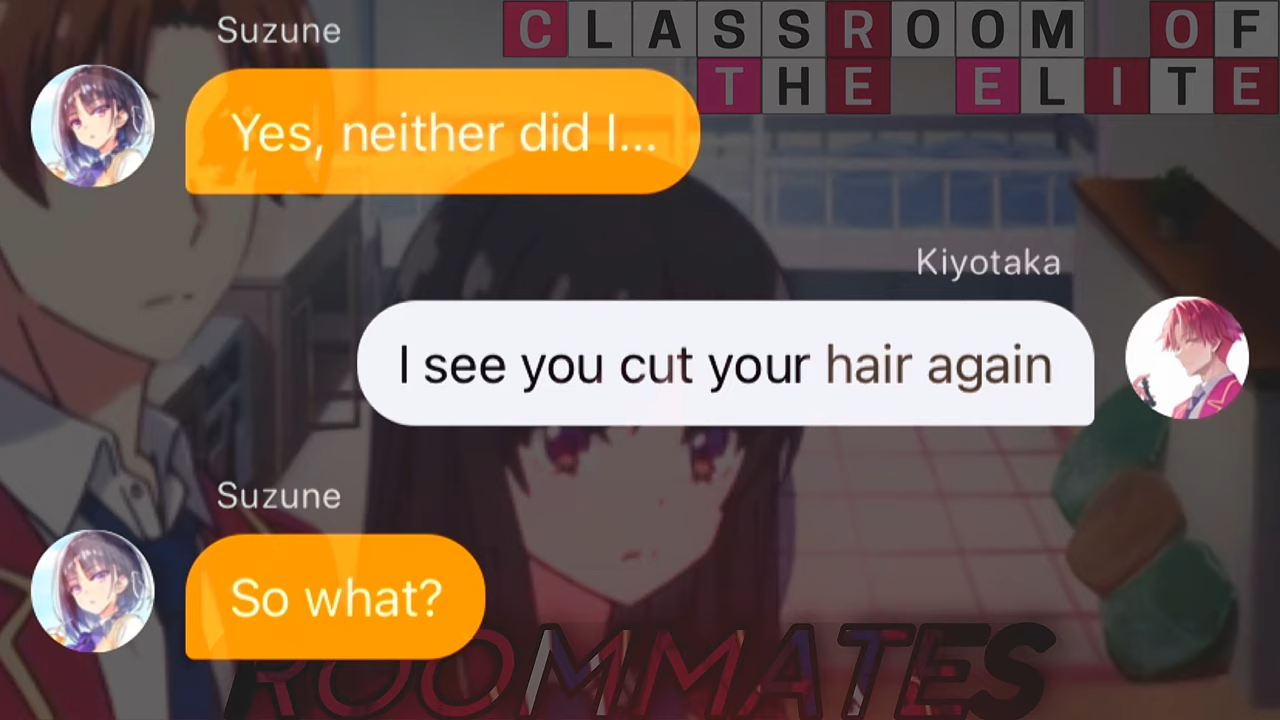 Suzune
CLASSROOM OF
THE ELITE
Yes, neither did I...
Kiyotaka
I see you cut your hair again
Suzune
So what?
ROOMMATES